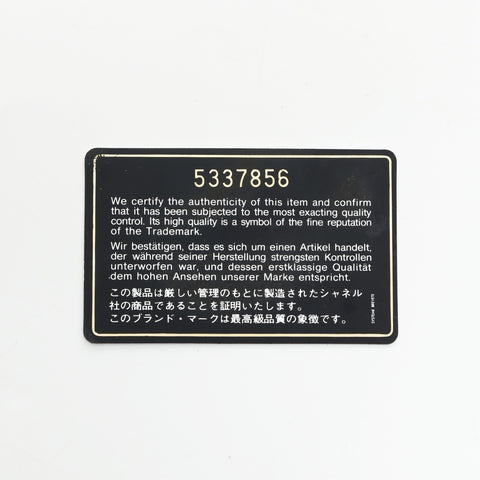 5337856
We certify the authenticity of this item and confirm
that it has been subjected to the most exacting quality
control. Its high quality is a symbol of the fine reputation
of the Trademark.
Wir bestätigen, dass es sich um einen Artikel handelt,
der während seiner Herstellung strengsten Kontrollen
unterworfen war, und dessen erstklassige Qualität
dem hohen Ansehen unserer Marke entspricht.
この製品は厳しい管理のもとに製造されたシャネル
社の商品であることを証明いたします。
このブランド・マークは最高級品質の象徴です。